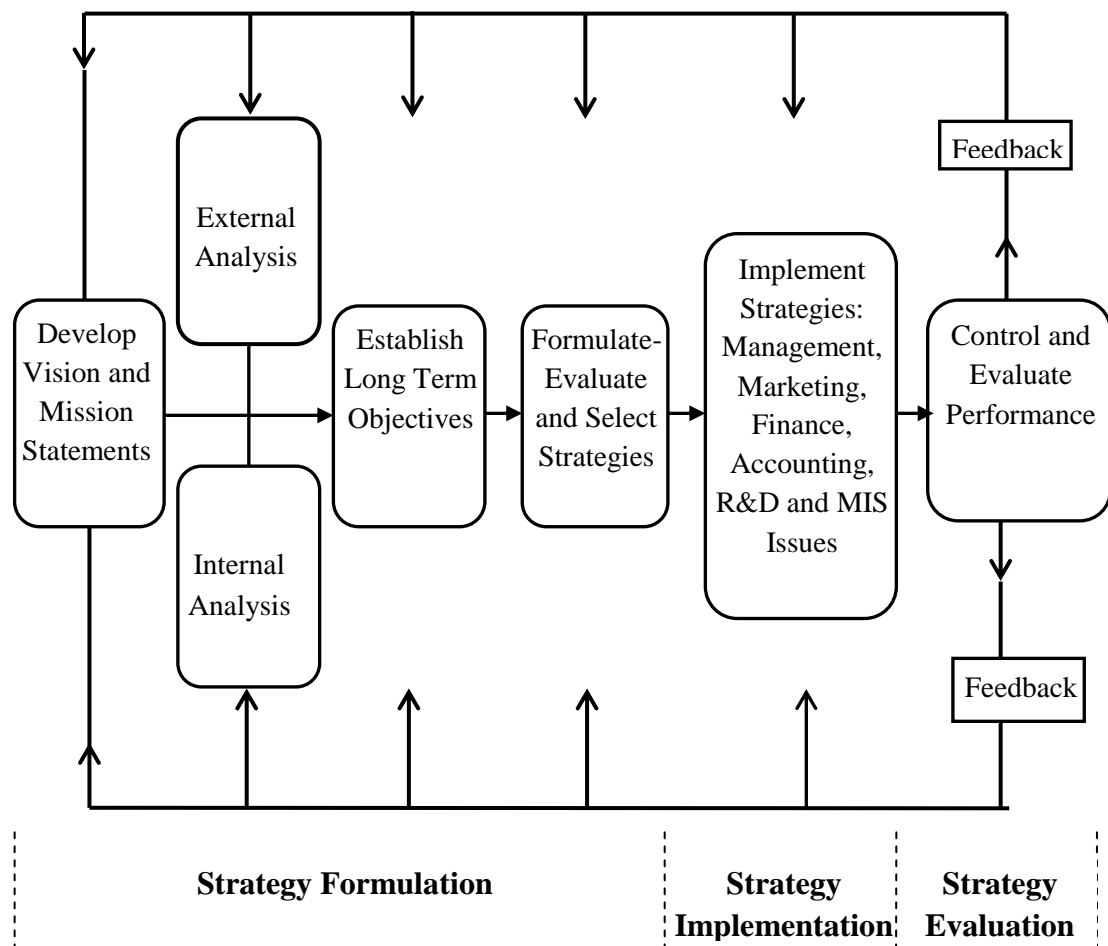 Feedback
External
Analysis
Develop
Vision and
Mission
Statements
Establish
Long Term
Objectives
Formulate-
Evaluate
and Select
Strategies
Implement
Strategies:
Management,
Marketing,
Finance,
Accounting,
R&D and MIS
Issues
Control and
Evaluate
Performance
Internal
Analysis
Feedback
Strategy Formulation
Strategy
Implementation
Strategy
Evaluation